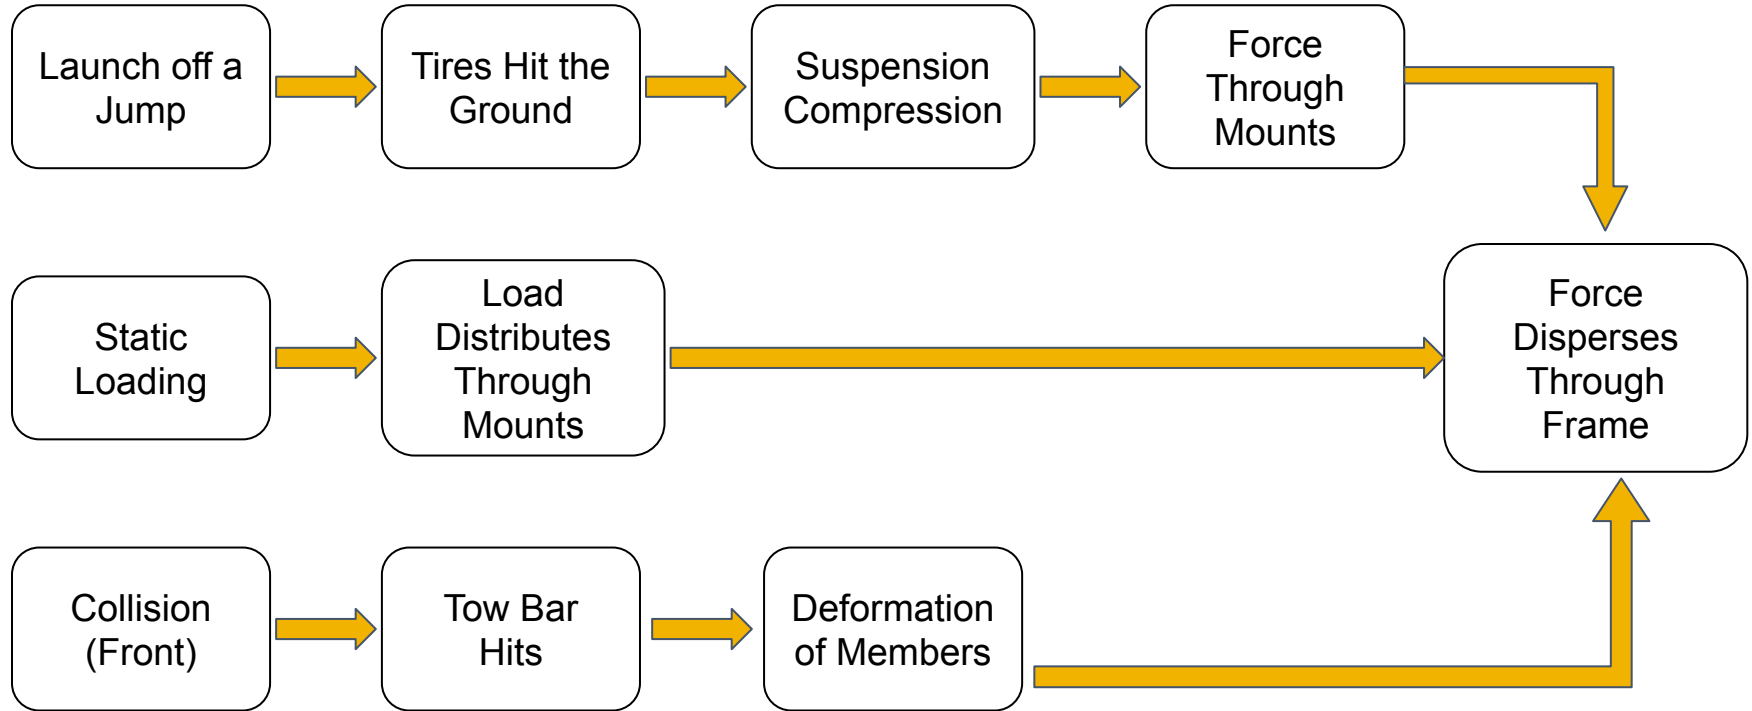 Launch off a
Jump
Tires Hit the
Ground
Suspension
Compression
Force
Through
Mounts
Static
Loading
Load
Distributes
Through
Mounts
Force
Disperses
Through
Frame
Collision
(Front)
Tow Bar
Hits
Deformation
of Members